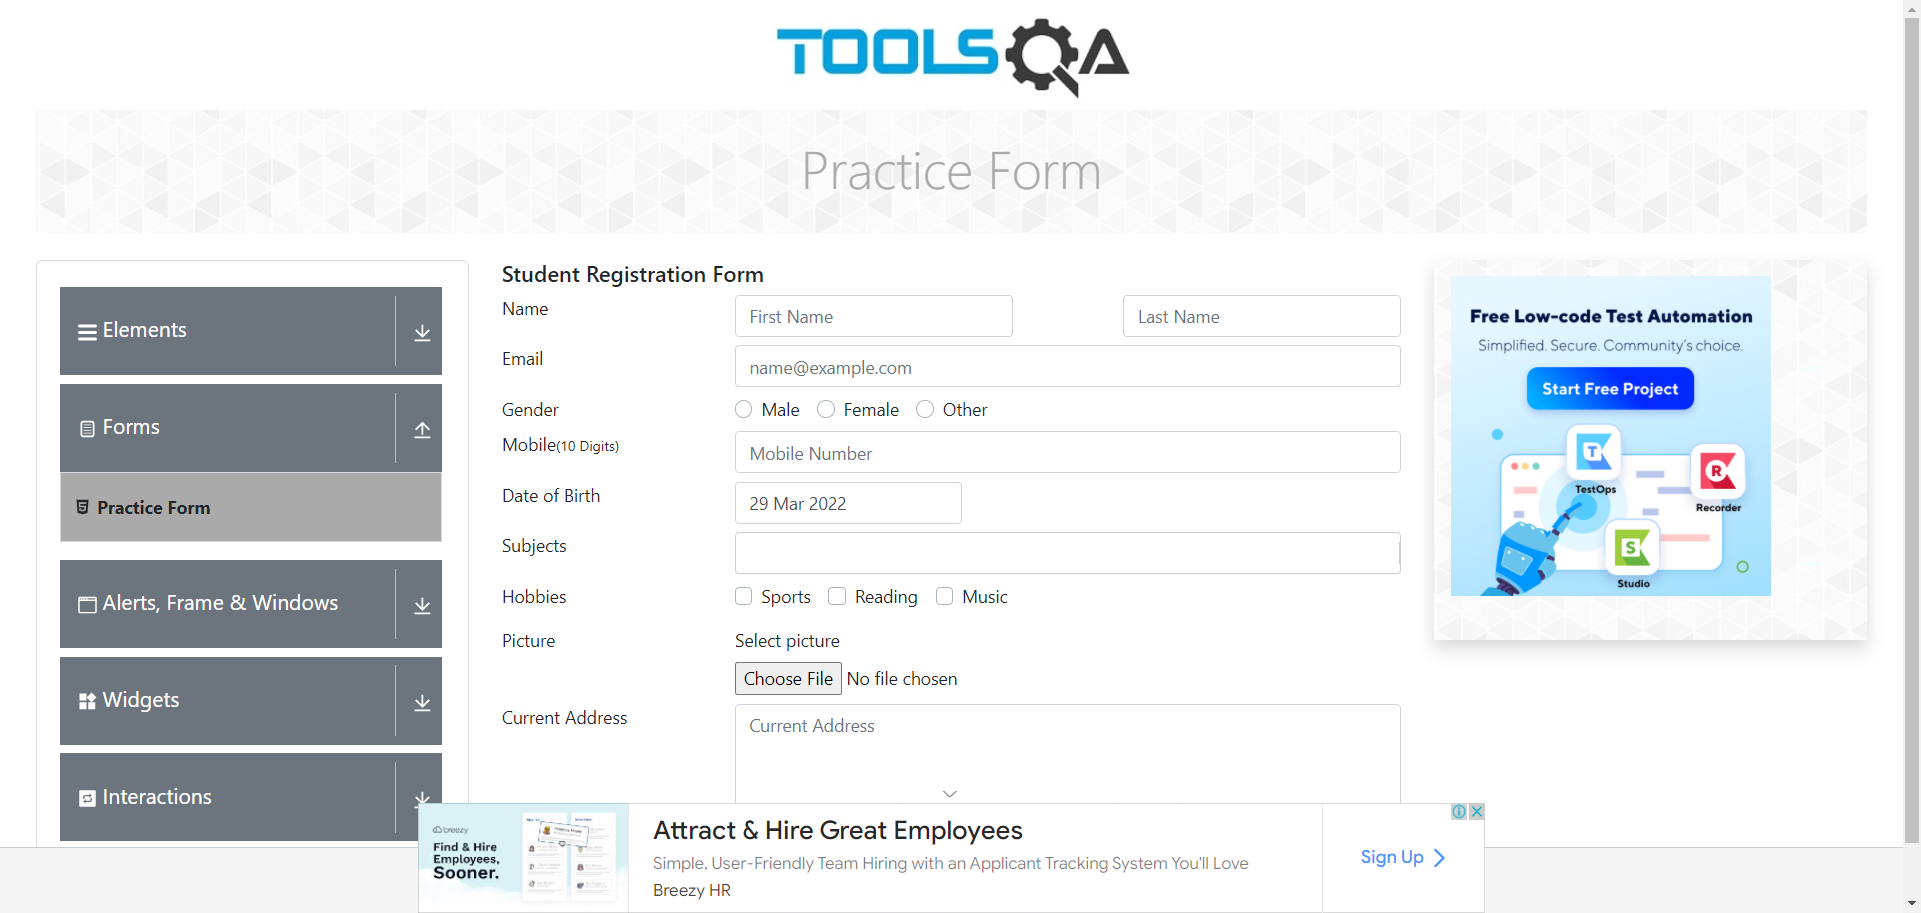 TOOLSQA
Practice Form
Elements
Forms
Practice Form
Alerts, Frame & Windows
Widgets
Interactions
Student Registration Form
Name
First Name
Last Name
Email
name@example.com
Gender
Male
Female
Other
Mobile(10 Digits)
Mobile Number
Date of Birth
29 Mar 2022
Subjects
Hobbies
Sports
Reading
Music
Picture
Select picture
Choose File
No file chosen
Current Address
Current Address
Free Low-code Test Automation
Simplified. Secure. Community's choice.
Start Free Project
T
TestOps
R
Recorder
S
Studio
breezy
Find & Hire
Employees,
Sooner.
Attract & Hire Great Employees
Simple, User-Friendly Team Hiring with an Applicant Tracking System You'll Love
Breezy HR
Sign Up